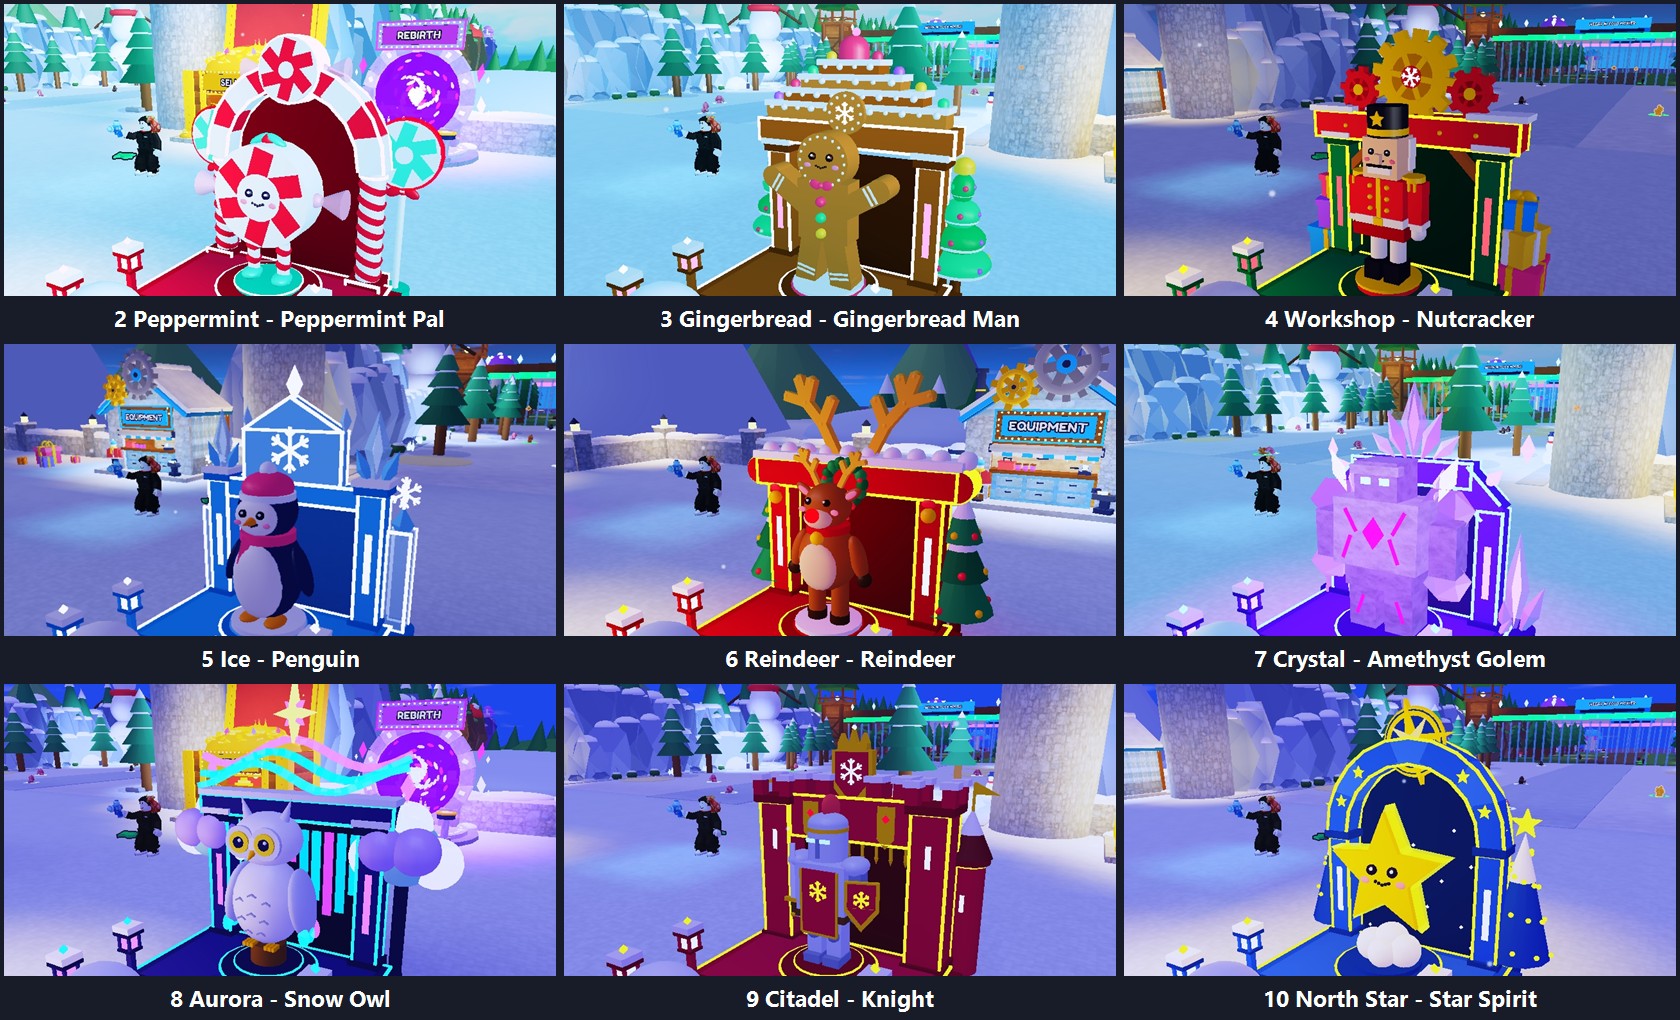 REBIRTH
SELL
2 Peppermint - Peppermint Pal
3 Gingerbread - Gingerbread Man
4 Workshop - Nutcracker
EQUIPMENT
5 Ice - Penguin
EQUIPMENT
6 Reindeer - Reindeer
7 Crystal - Amethyst Golem
REBIRTH
8 Aurora - Snow Owl
9 Citadel - Knight
10 North Star - Star Spirit